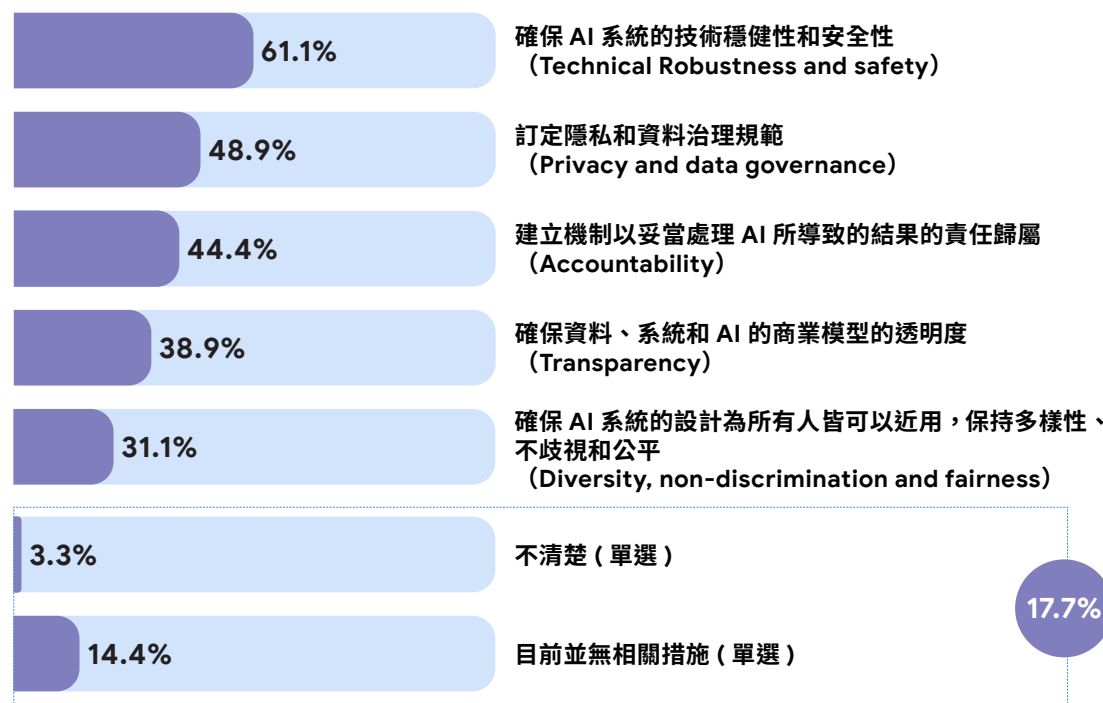 61.1%
確保 AI 系統的技術穩健性和安全性
（Technical Robustness and safety）
48.9%
訂定隱私和資料治理規範
（Privacy and data governance）
44.4%
建立機制以妥當處理 AI 所導致的結果的責任歸屬
（Accountability）
38.9%
確保資料、系統和 AI 的商業模型的透明度
（Transparency）
31.1%
確保 AI 系統的設計為所有人皆可以近用，保持多樣性、
不歧視和公平
（Diversity, non-discrimination and fairness）
3.3%
不清楚 ( 單選 )
17.7%
14.4%
目前並無相關措施 ( 單選 )